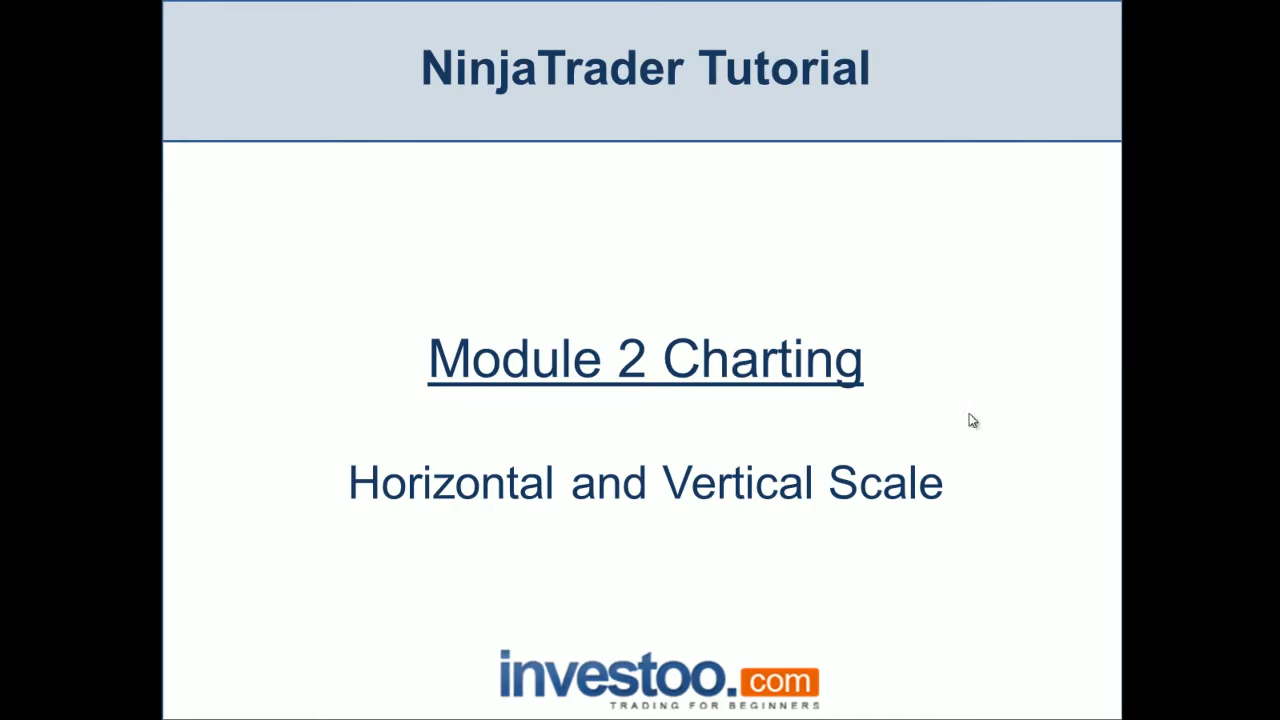 NinjaTrader Tutorial
Module 2 Charting
Horizontal and Vertical Scale
investoo.com
TRADING FOR BEGINNERS